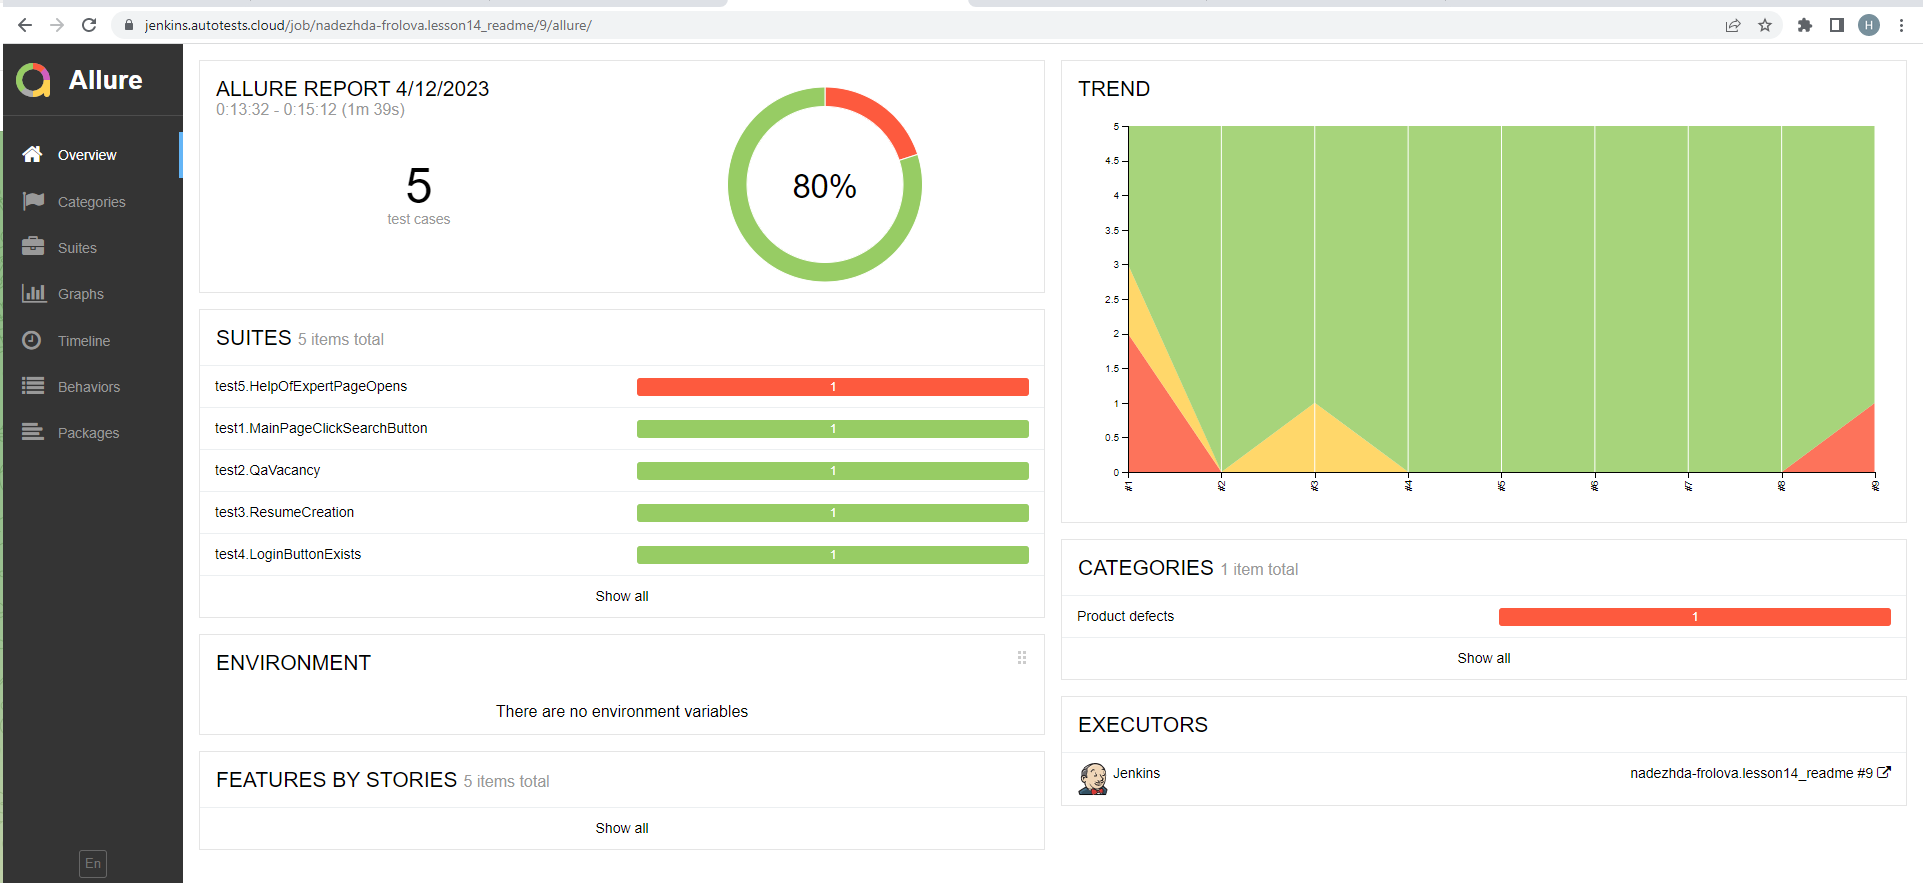 jenkins.autotests.cloud/job/nadezhda-frolova.lesson14_readme/9/allure/
H
Allure
Overview
Categories
Suites
Graphs
Timeline
Behaviors
Packages
En
ALLURE REPORT 4/12/2023
0:13:32 - 0:15:12 (1m 39s)
5
test cases
80%
SUITES 5 items total
test5.HelpOfExpertPageOpens 1
test1.MainPageClickSearchButton 1
test2.QaVacancy 1
test3.ResumeCreation 1
test4.LoginButtonExists 1
Show all
ENVIRONMENT
There are no environment variables
FEATURES BY STORIES 5 items total
Show all
TREND
5
4.5
4
3.5
3
2.5
2
1.5
1
0.5
0
#1 #2 #3 #4 #5 #6 #7 #8 #9
CATEGORIES 1 item total
Product defects 1
Show all
EXECUTORS
Jenkins nadezhda-frolova.lesson14_readme #9